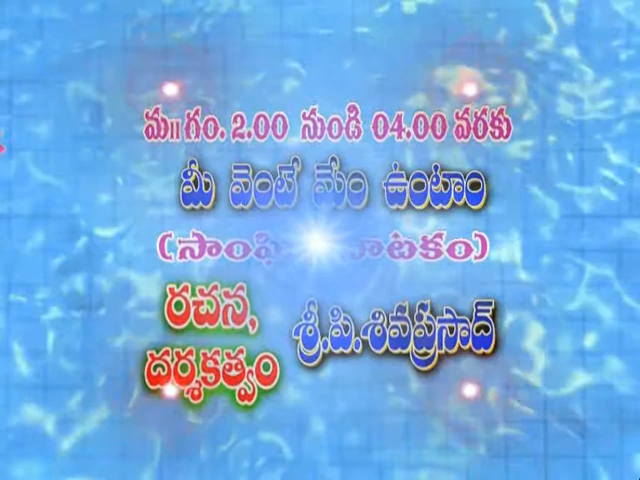 మ॥గం. 2.00 నుండి 04.00 వరకు
మీ వెంటే మేం ఉంటాం
రచన,
దర్శకత్వం
శ్రీ.పి.శివప్రసాద్